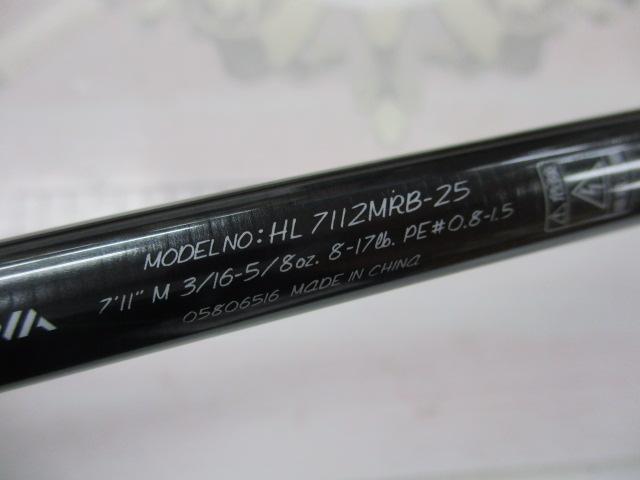 MODEL NO: HL 7112MRB-25
7'11" M 3/16-5/8oz. 8-17lb. PE#0.8-1.5
05806516 MADE IN CHINA